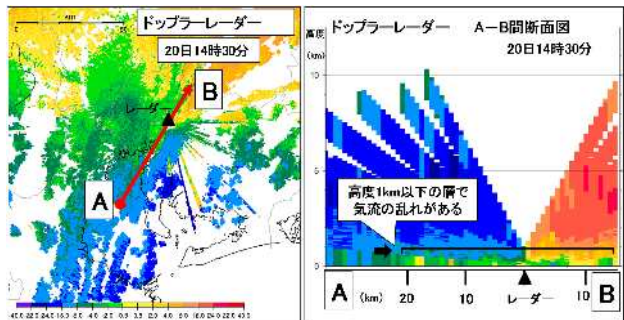 ドップラーレーダー
20日14時30分
B
レーダー
A
ドップラーレーダー A－B間断面図
20日14時30分
高度
(km)
10
5
0
高度1km以下の層で
気流の乱れがある
A (km) 20 10 レーダー 10 B